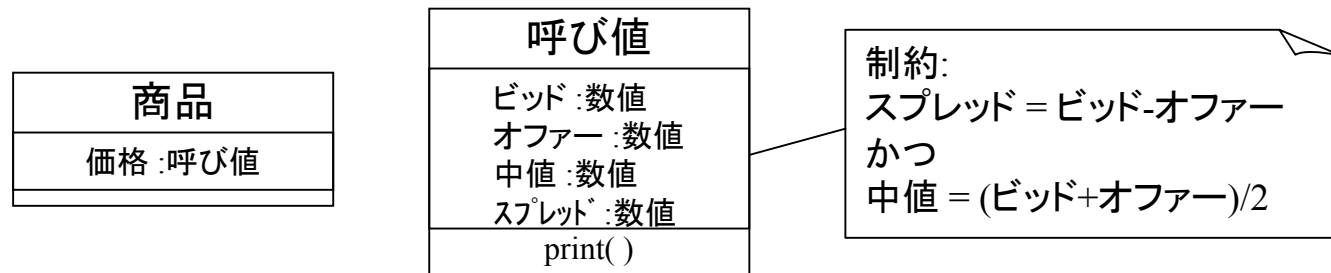 商品
価格 :呼び値
呼び値
ビッド :数値
オファー :数値
中値 :数値
ｽﾌﾟﾚｯﾄﾞ :数値
print( )
制約:
スプレッド = ビッド-オファー
かつ
中値 = (ビッド+オファー)/2